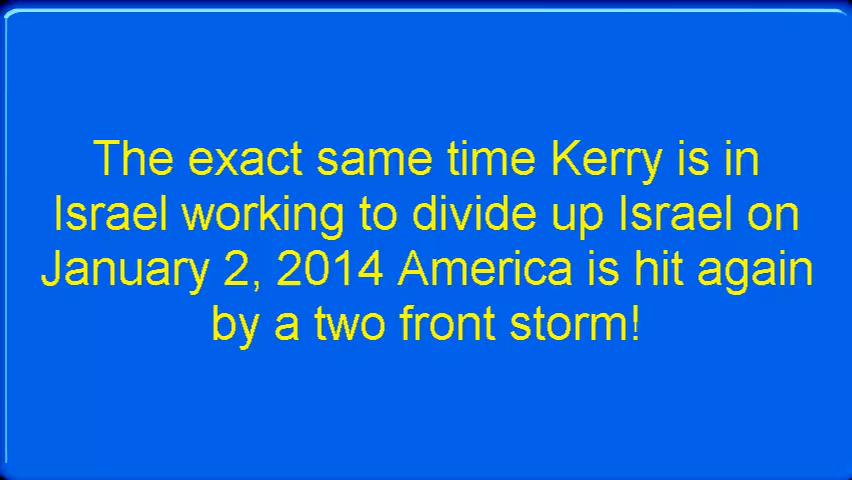 The exact same time Kerry is in
Israel working to divide up Israel on
January 2, 2014 America is hit again
by a two front storm!